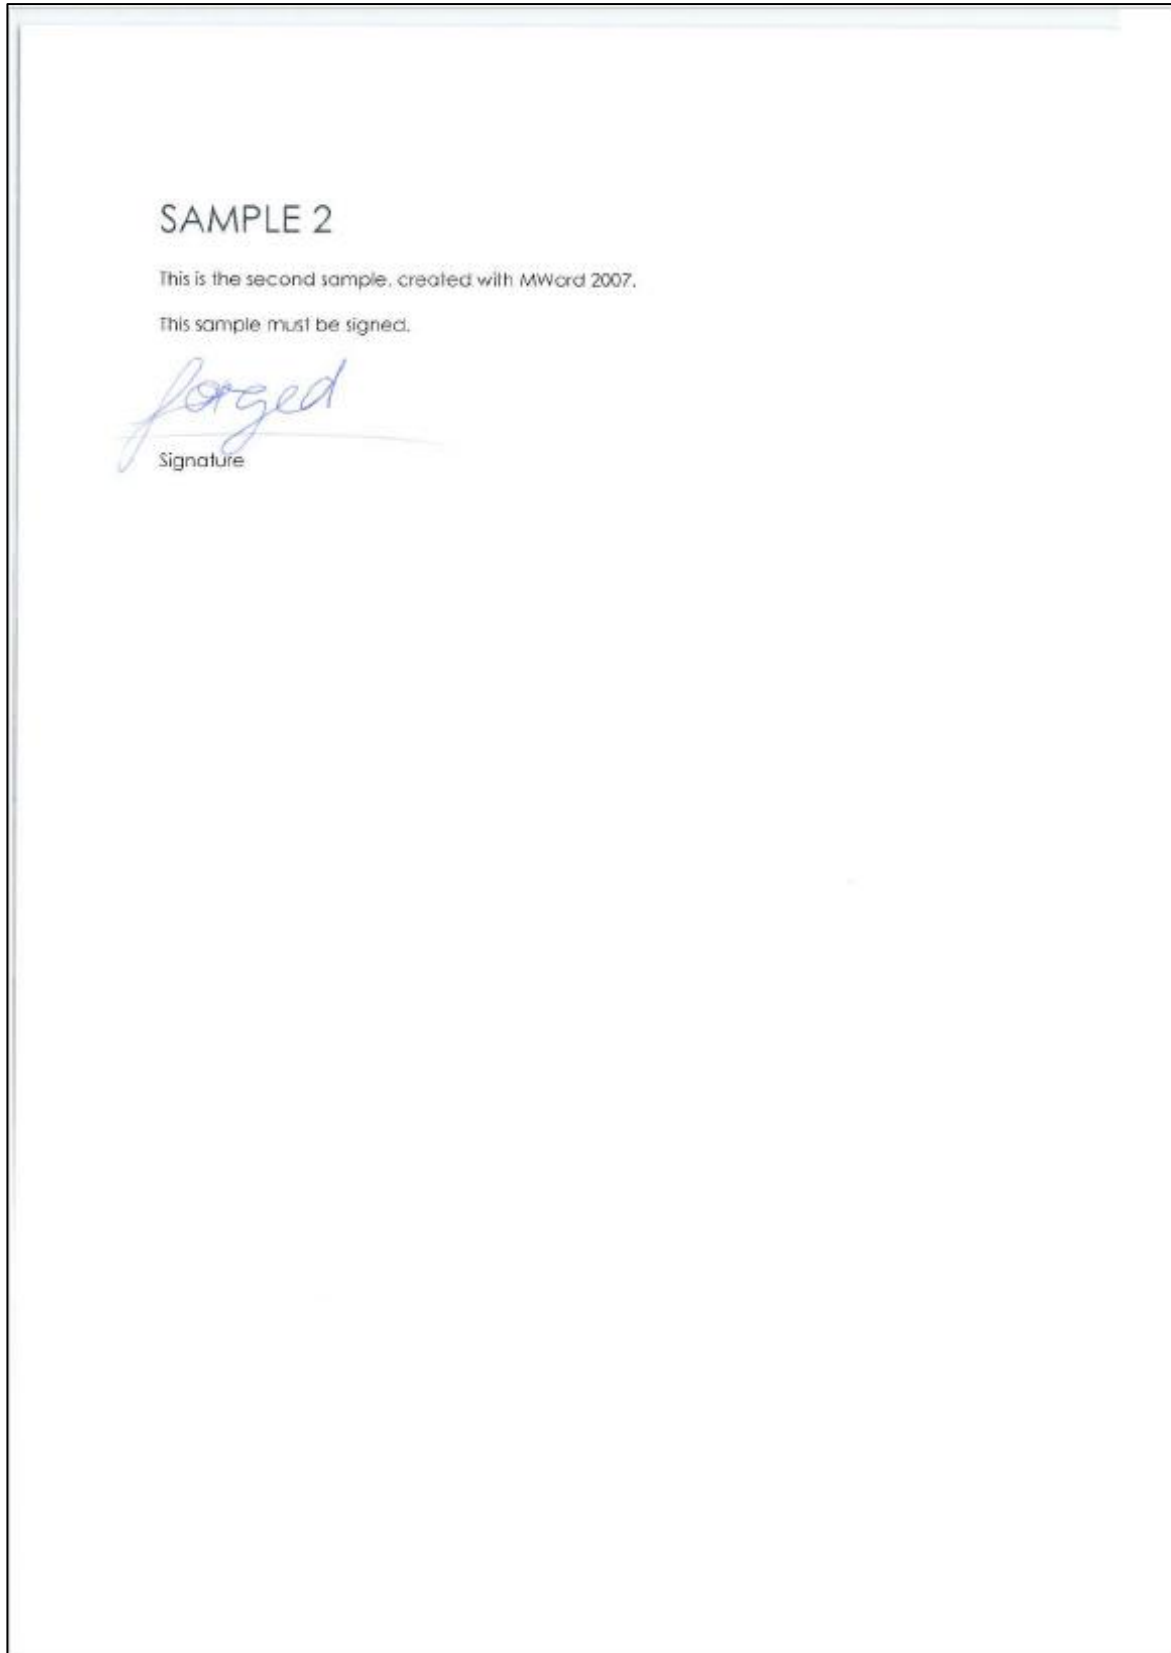 SAMPLE 2
This is the second sample, created with MWord 2007.
This sample must be signed.
forged
Signature